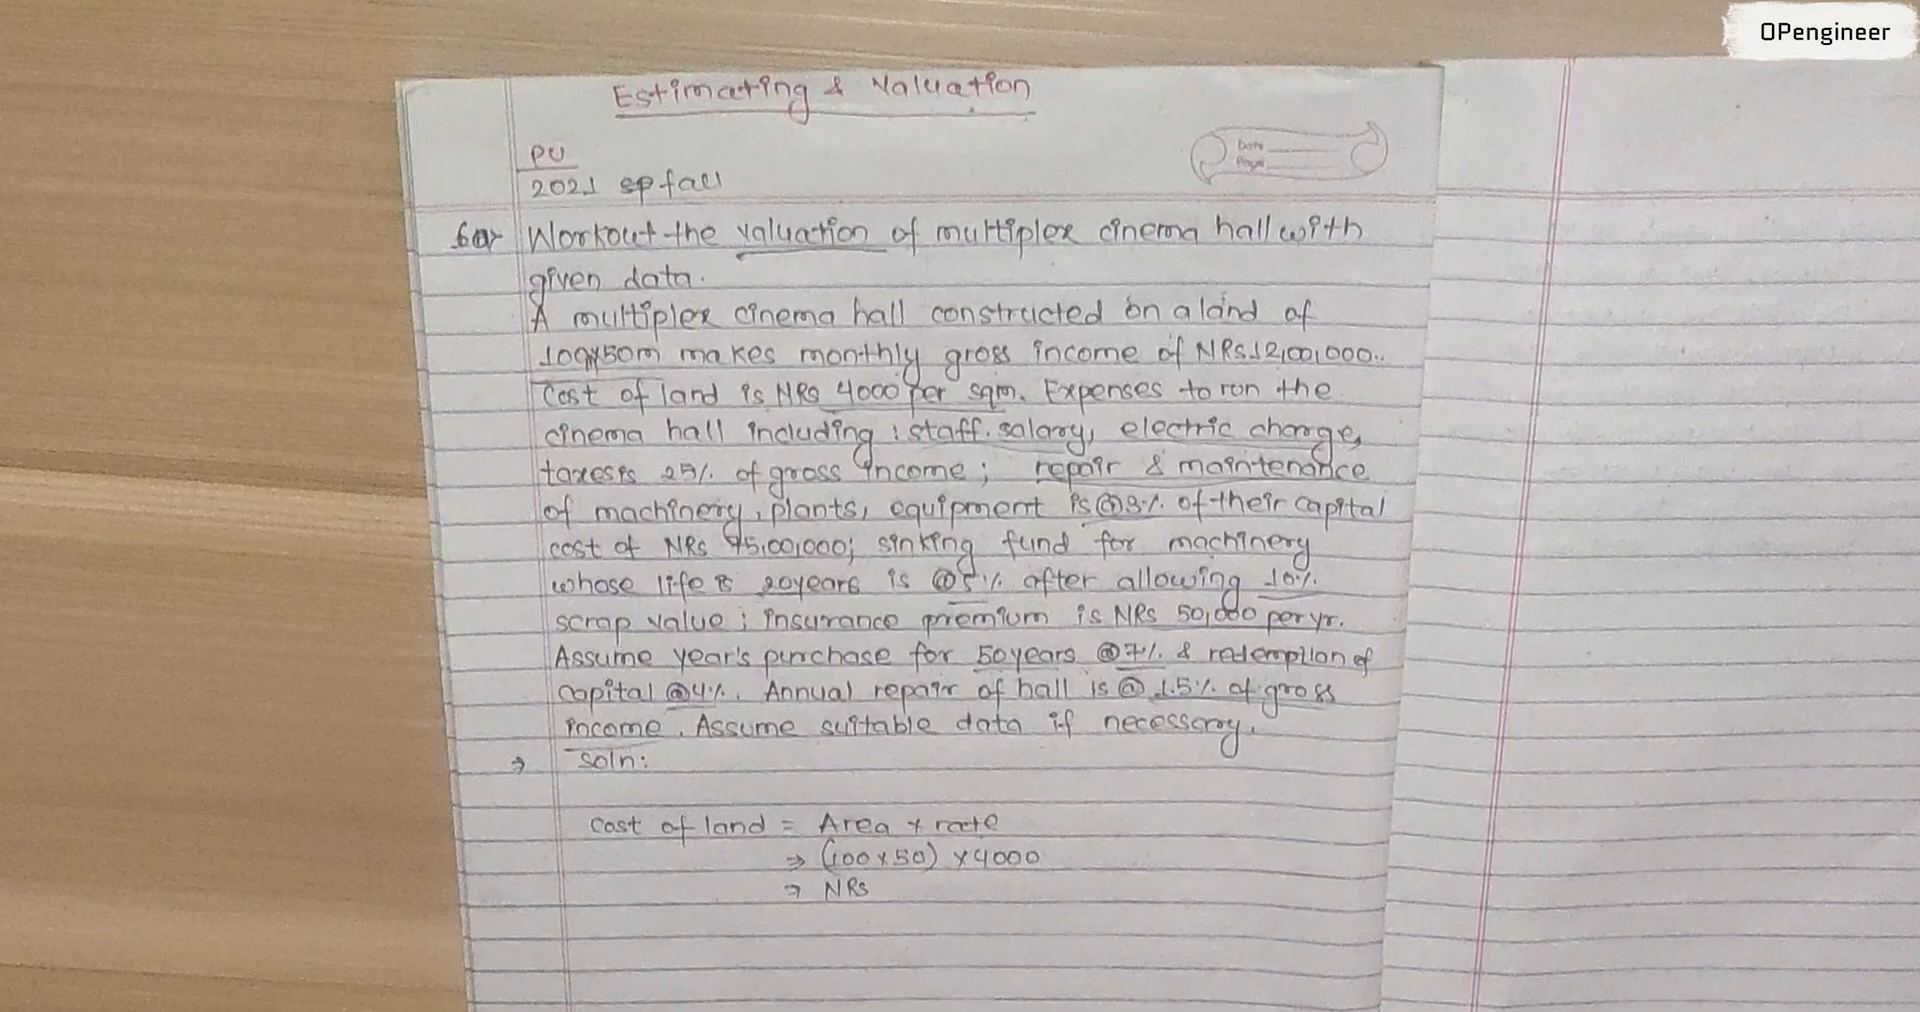 OPengineer
Estimating & Valuation
Date
Page
PU
2021 sp fall
6a> Workout the valuation of multiplex cinema hall with
given data.
A multiplex cinema hall constructed on a land of
100x50m makes monthly gross income of NRs.12,00,000..
Cost of land is NRs 4000 per sqm. Expenses to run the
cinema hall including : staff. salary, electric charge,
taxes is 25% of gross income; repair & maintenance
of machinery, plants, equipment is @3% of their capital
cost of NRs 75,00,000; sinking fund for machinery
whose life is 20years is @5% after allowing 10%.
scrap value; insurance premium is NRs 50,000 per yr.
Assume year's purchase for 50years @7% & redemption of
capital @4%. Annual repair of hall is @ 1.5% of gross
income. Assume suitable data if necessary.
⇒ soln:
Cost of land = Area x rate
⇒ (100x50) x4000
⇒ NRs